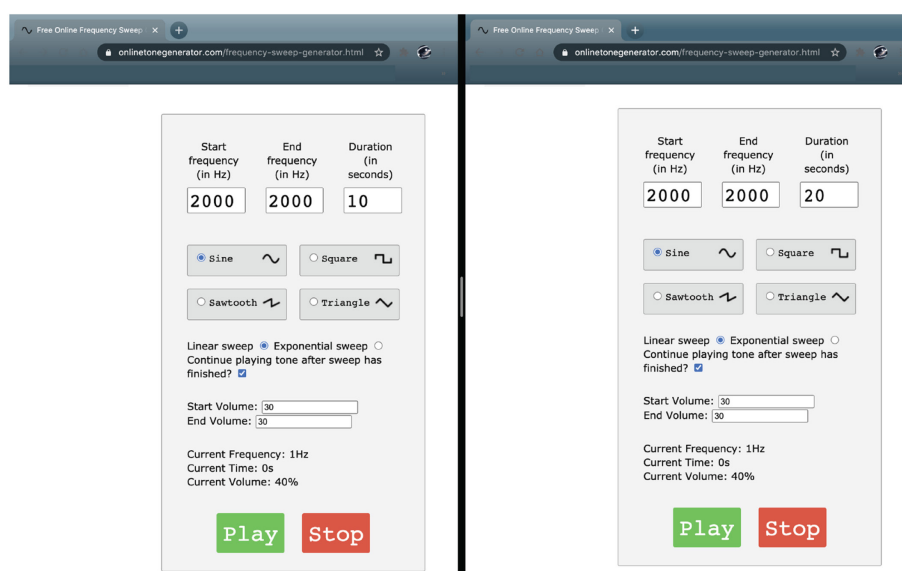 Free Online Frequency Sweep
onlinetonegenerator.com/frequency-sweep-generator.html
Start frequency (in Hz)
End frequency (in Hz)
Duration (in seconds)
2000 2000 10
Sine Square
Sawtooth Triangle
Linear sweep Exponential sweep
Continue playing tone after sweep has
finished?
Start Volume: 30
End Volume: 30
Current Frequency: 1Hz
Current Time: 0s
Current Volume: 40%
Play Stop
Free Online Frequency Sweep
onlinetonegenerator.com/frequency-sweep-generator.html
Start frequency (in Hz)
End frequency (in Hz)
Duration (in seconds)
2000 2000 20
Sine Square
Sawtooth Triangle
Linear sweep Exponential sweep
Continue playing tone after sweep has
finished?
Start Volume: 30
End Volume: 30
Current Frequency: 1Hz
Current Time: 0s
Current Volume: 40%
Play Stop